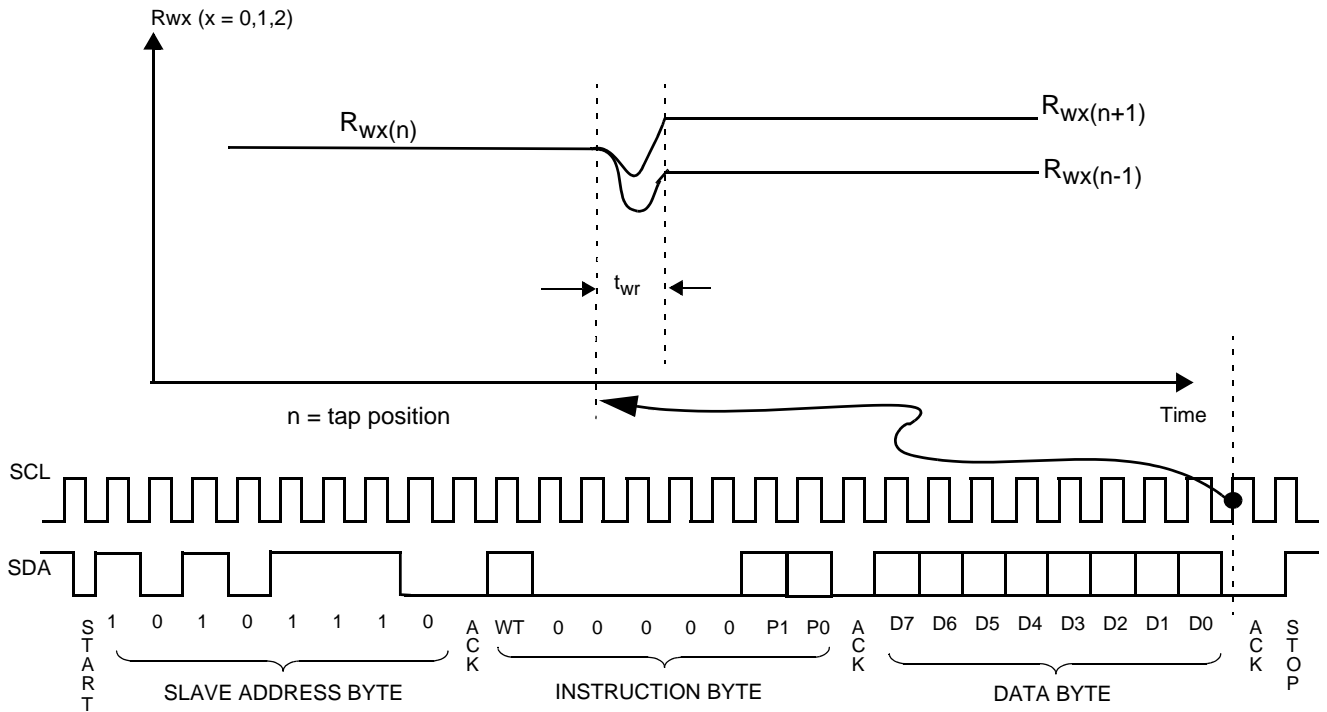 Rwx (x = 0,1,2)
Rwx(n)
Rwx(n+1)
Rwx(n-1)
twr
n = tap position
Time
SCL
SDA
START 1 0 1 0 1 1 1 0 ACK WT 0 0 0 0 0 P1 P0 ACK D7 D6 D5 D4 D3 D2 D1 D0 ACK STOP
SLAVE ADDRESS BYTE INSTRUCTION BYTE DATA BYTE